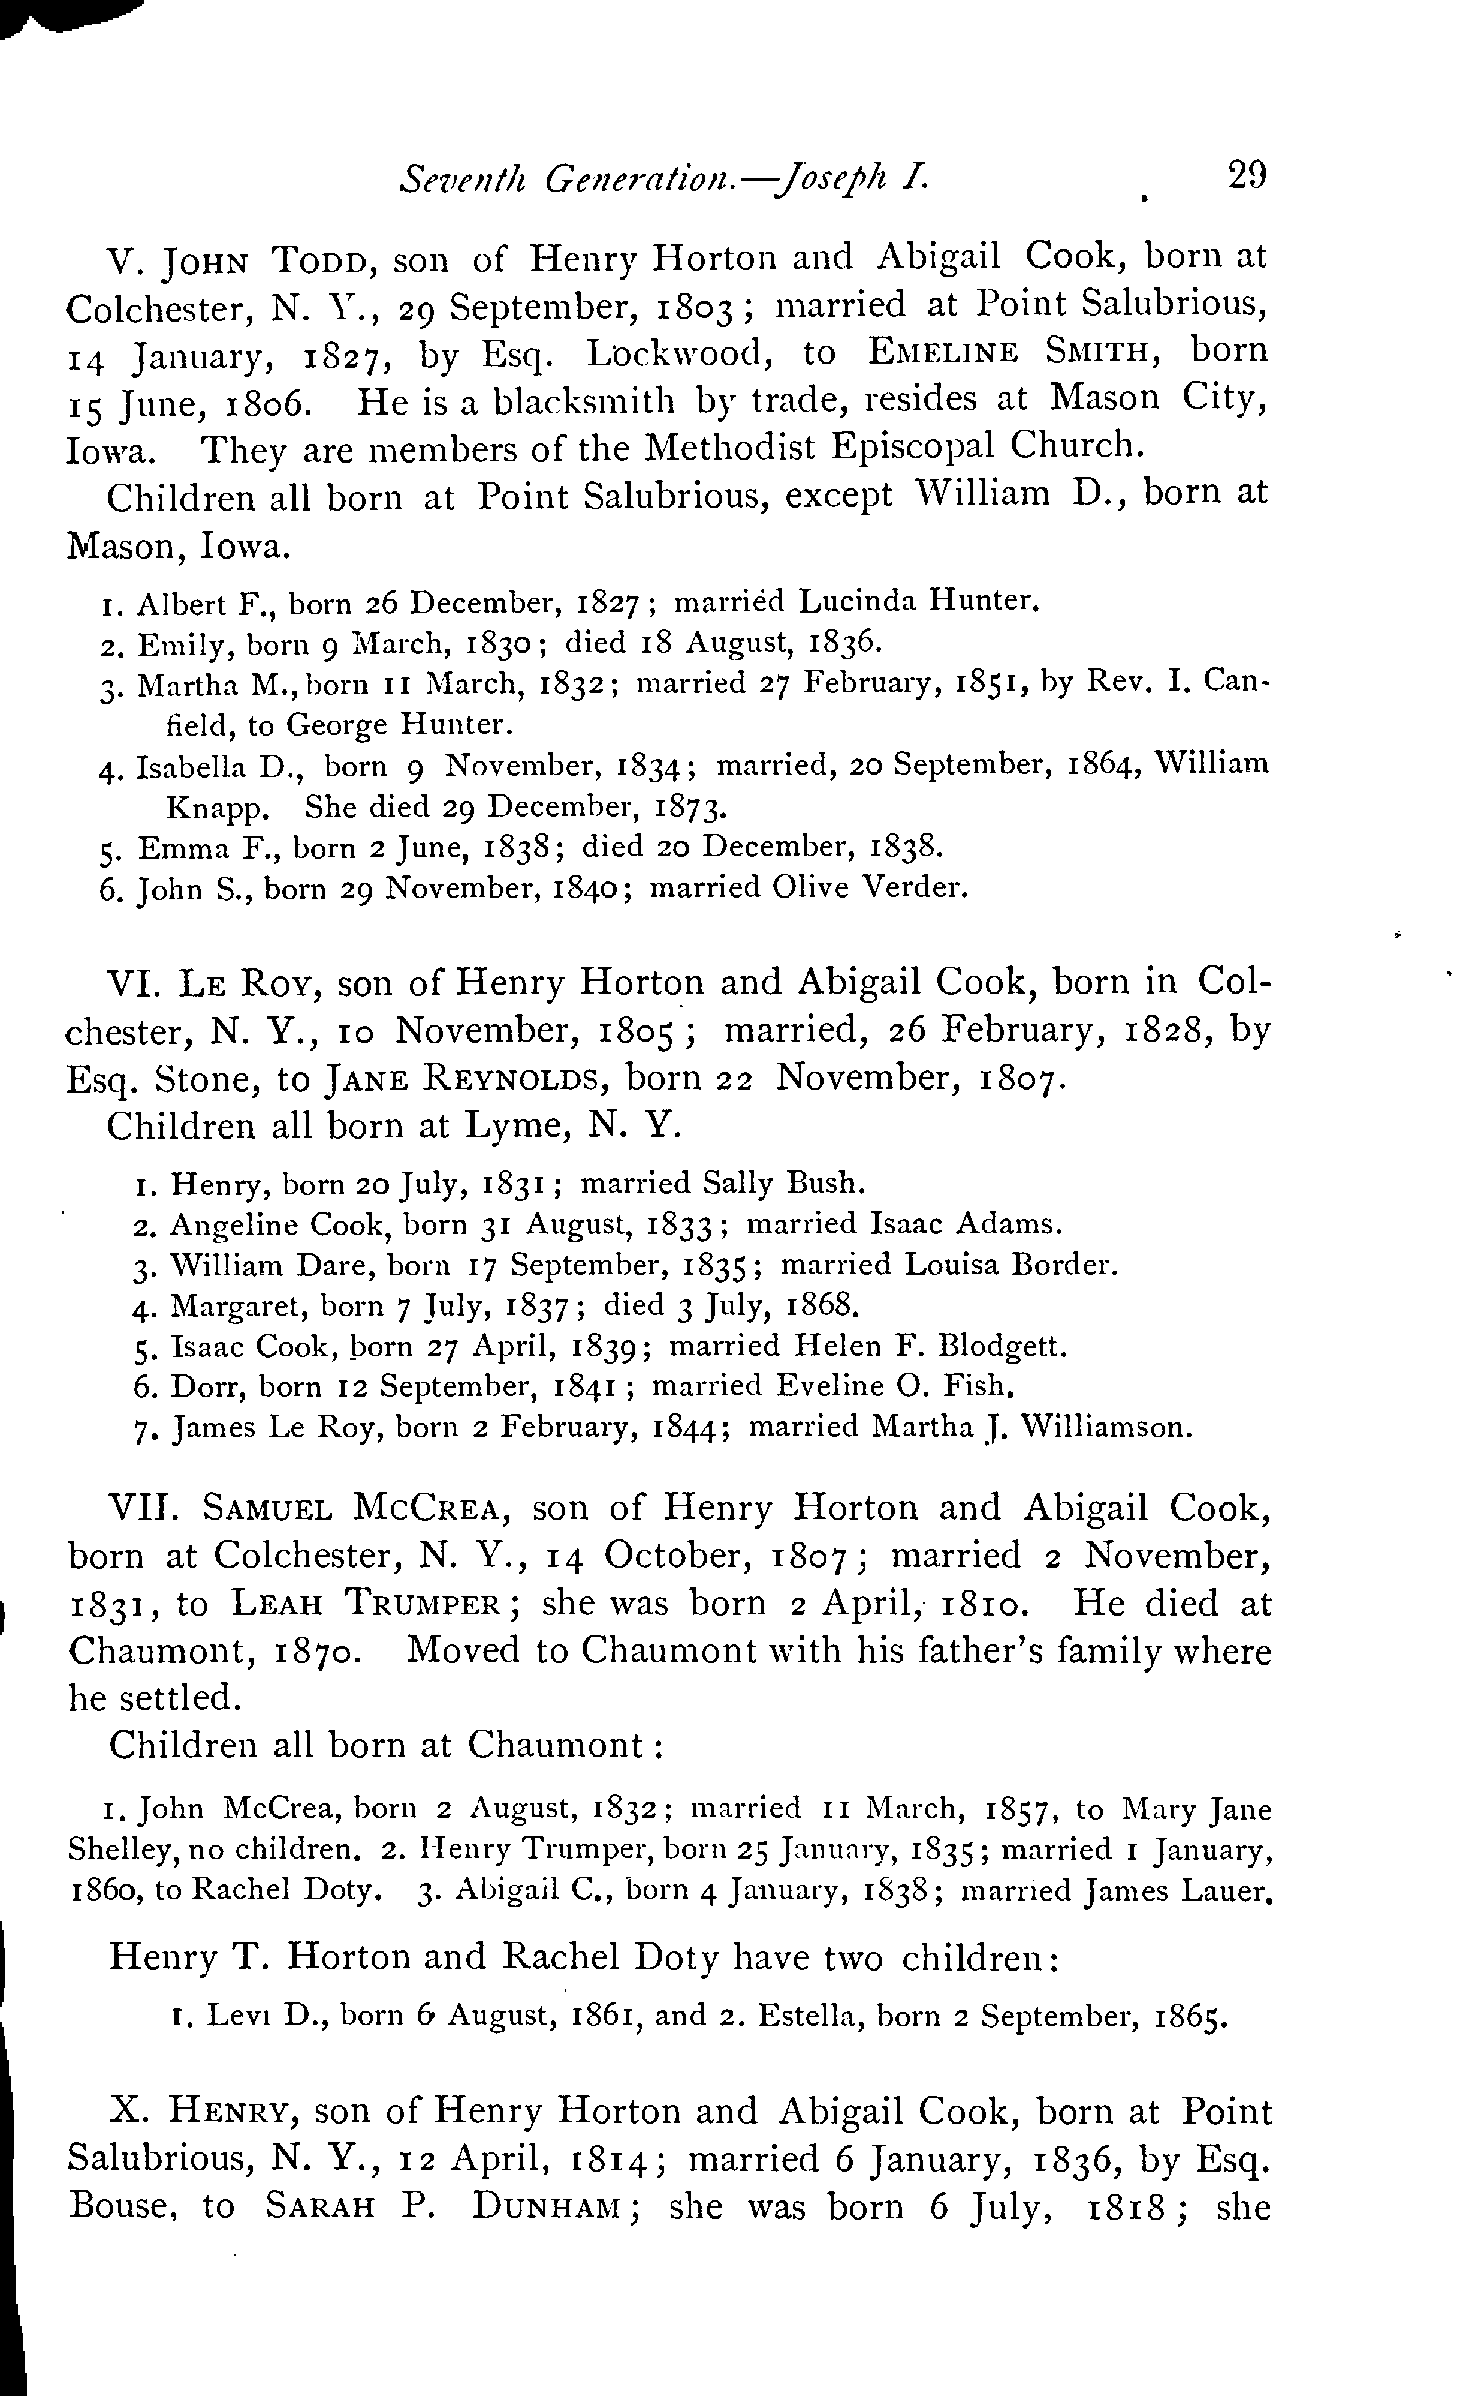 Seventh Generation.—Joseph I. 29
V. JOHN TODD, son of Henry Horton and Abigail Cook, born at
Colchester, N. Y., 29 September, 1803; married at Point Salubrious,
14 January, 1827, by Esq. Lockwood, to EMELINE SMITH, born
15 June, 1806. He is a blacksmith by trade, resides at Mason City,
Iowa. They are members of the Methodist Episcopal Church.
Children all born at Point Salubrious, except William D., born at
Mason, Iowa.
1. Albert F., born 26 December, 1827; married Lucinda Hunter.
2. Emily, born 9 March, 1830; died 18 August, 1836.
3. Martha M., born 11 March, 1832; married 27 February, 1851, by Rev. I. Can-
field, to George Hunter.
4. Isabella D., born 9 November, 1834; married, 20 September, 1864, William
Knapp. She died 29 December, 1873.
5. Emma F., born 2 June, 1838; died 20 December, 1838.
6. John S., born 29 November, 1840; married Olive Verder.
VI. LE ROY, son of Henry Horton and Abigail Cook, born in Col-
chester, N. Y., 10 November, 1805; married, 26 February, 1828, by
Esq. Stone, to JANE REYNOLDS, born 22 November, 1807.
Children all born at Lyme, N. Y.
1. Henry, born 20 July, 1831; married Sally Bush.
2. Angeline Cook, born 31 August, 1833; married Isaac Adams.
3. William Dare, born 17 September, 1835; married Louisa Border.
4. Margaret, born 7 July, 1837; died 3 July, 1868.
5. Isaac Cook, born 27 April, 1839; married Helen F. Blodgett.
6. Dorr, born 12 September, 1841; married Eveline O. Fish.
7. James Le Roy, born 2 February, 1844; married Martha J. Williamson.
VII. SAMUEL MCCREA, son of Henry Horton and Abigail Cook,
born at Colchester, N. Y., 14 October, 1807; married 2 November,
1831, to LEAH TRUMPER; she was born 2 April, 1810. He died at
Chaumont, 1870. Moved to Chaumont with his father's family where
he settled.
Children all born at Chaumont:
1. John McCrea, born 2 August, 1832; married 11 March, 1857, to Mary Jane
Shelley, no children. 2. Henry Trumper, born 25 January, 1835; married 1 January,
1860, to Rachel Doty. 3. Abigail C., born 4 January, 1838; married James Lauer.
Henry T. Horton and Rachel Doty have two children:
1. Levi D., born 6 August, 1861, and 2. Estella, born 2 September, 1865.
X. HENRY, son of Henry Horton and Abigail Cook, born at Point
Salubrious, N. Y., 12 April, 1814; married 6 January, 1836, by Esq.
Bouse, to SARAH P. DUNHAM; she was born 6 July, 1818; she